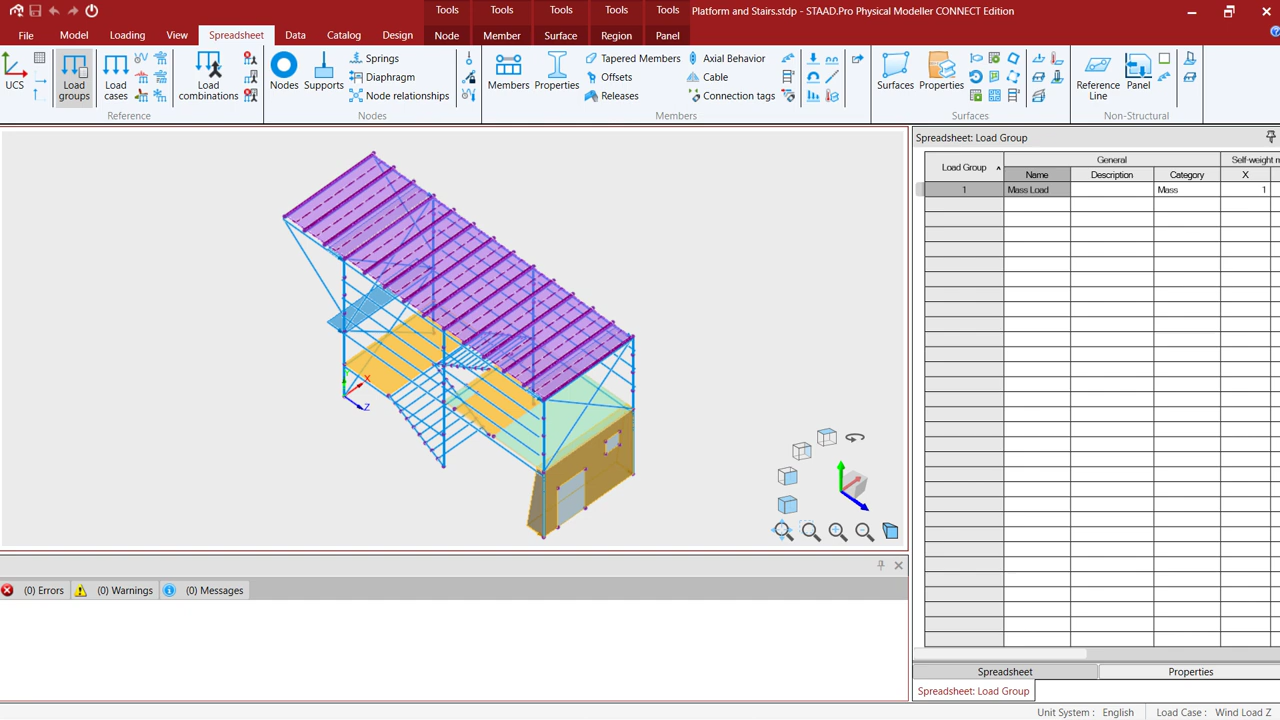 Tools Tools Tools Tools Tools Platform and Stairs.stdp - STAAD.Pro Physical Modeller CONNECT Edition
File Model Loading View Spreadsheet Data Catalog Design Node Member Surface Region Panel
UCS
Load groups
Load cases
Load combinations
Reference
Nodes
Supports
Springs
Diaphragm
Node relationships
Nodes
Members
Properties
Tapered Members
Offsets
Releases
Axial Behavior
Cable
Connection tags
Members
Surfaces
Properties
Surfaces
Reference Line
Panel
Non-Structural
Spreadsheet: Load Group
Load Group General Self-weight m
Name Description Category X
1 Mass Load Mass 1
X
Z
(0) Errors (0) Warnings (0) Messages
Spreadsheet Properties
Spreadsheet: Load Group
Unit System : English Load Case : Wind Load Z